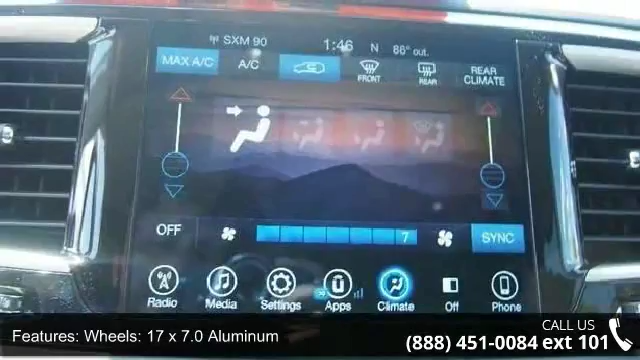 SXM 90 1:46 N 86° out.
MAX A/C A/C FRONT REAR REAR CLIMATE
OFF 7 SYNC
Radio Media Settings Apps Climate Off Phone
Features: Wheels: 17 x 7.0 Aluminum
CALL US
(888) 451-0084 ext 101